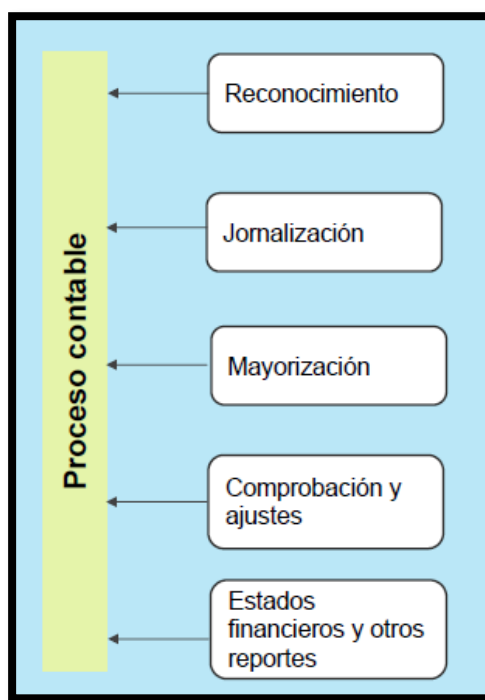 Proceso contable
Reconocimiento
Jornalización
Mayorización
Comprobación y
ajustes
Estados
financieros y otros
reportes